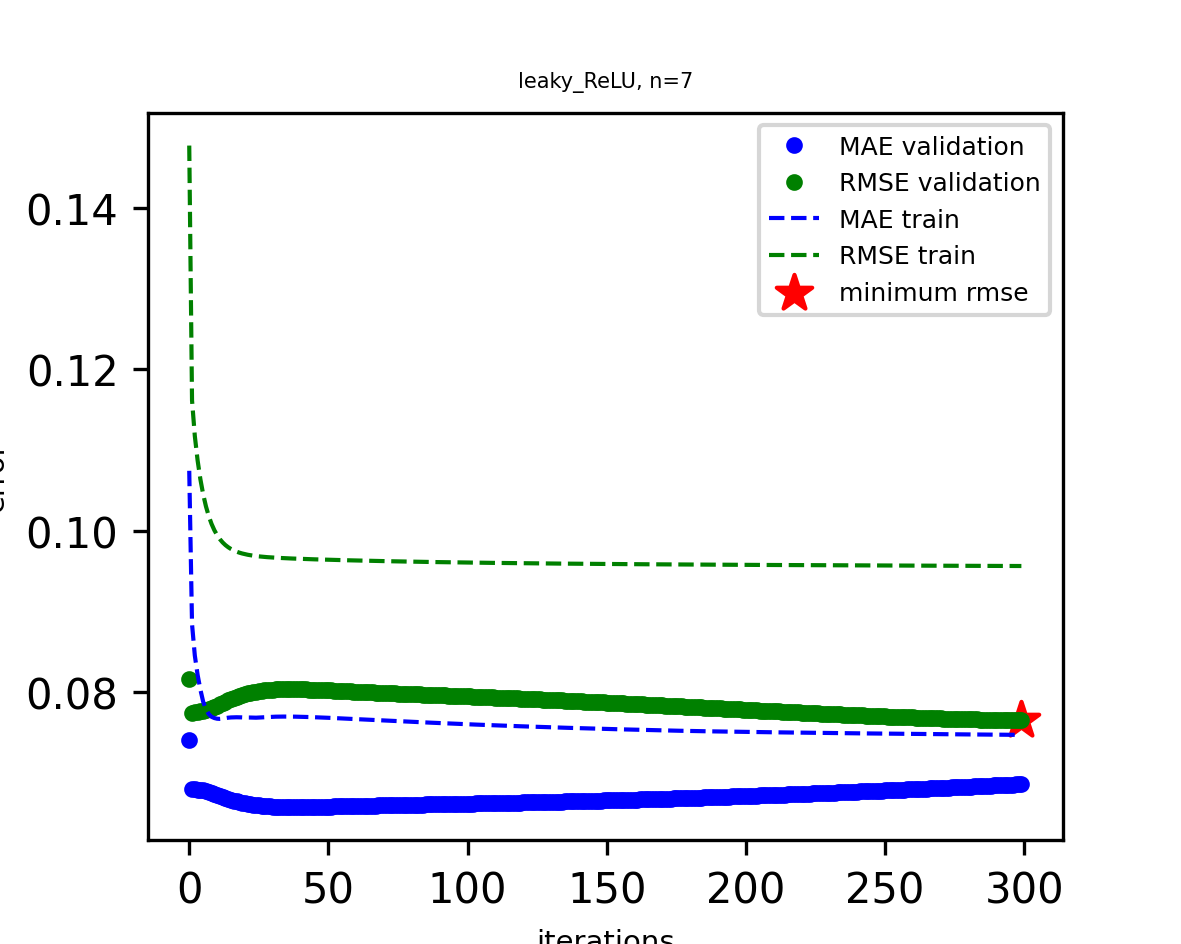 leaky_ReLU, n=7
MAE validation
RMSE validation
MAE train
RMSE train
minimum rmse
0.14
0.12
0.10
0.08
0 50 100 150 200 250 300
iterations